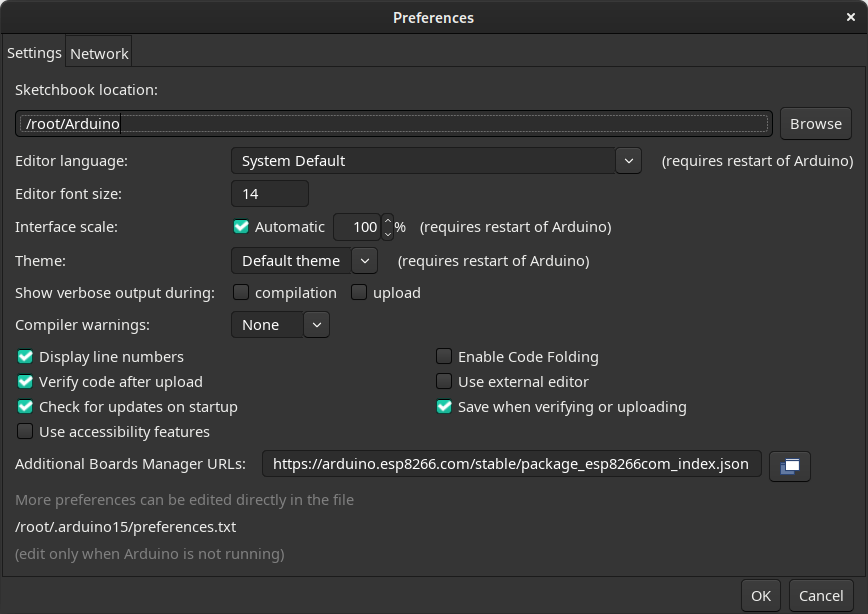 Preferences ×
Settings Network
Sketchbook location:
/root/Arduino Browse
Editor language: System Default (requires restart of Arduino)
Editor font size: 14
Interface scale: Automatic 100 % (requires restart of Arduino)
Theme: Default theme (requires restart of Arduino)
Show verbose output during: compilation upload
Compiler warnings: None
Display line numbers Enable Code Folding
Verify code after upload Use external editor
Check for updates on startup Save when verifying or uploading
Use accessibility features
Additional Boards Manager URLs: https://arduino.esp8266.com/stable/package_esp8266com_index.json
More preferences can be edited directly in the file
/root/.arduino15/preferences.txt
(edit only when Arduino is not running)
OK Cancel